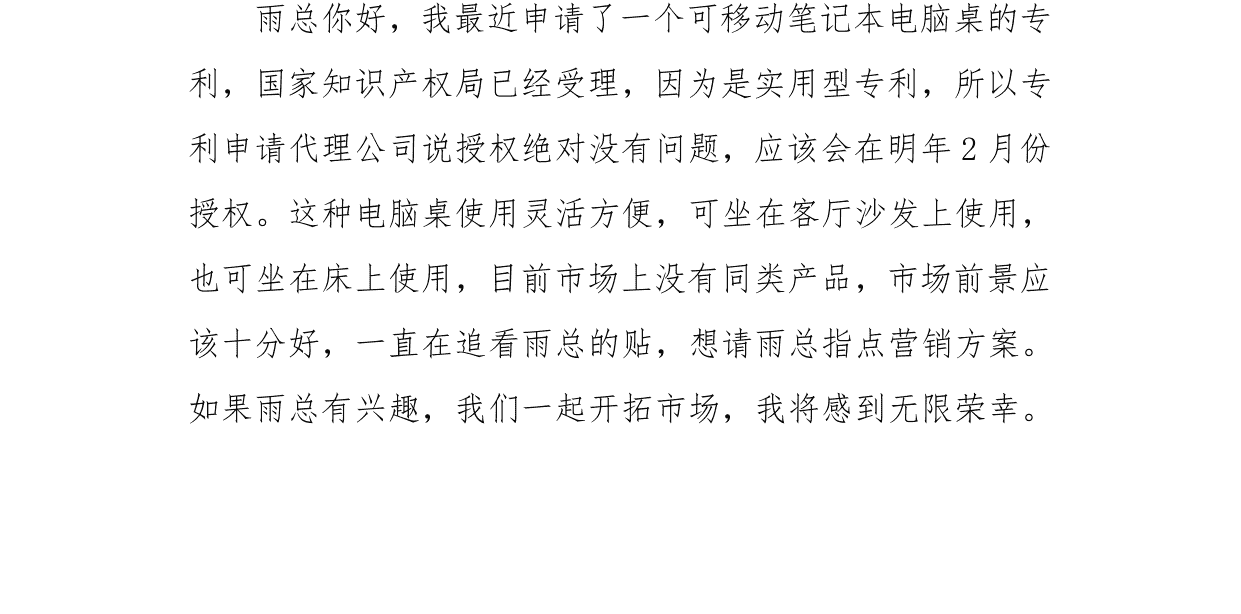 雨总你好，我最近申请了一个可移动笔记本电脑桌的专
利，国家知识产权局已经受理，因为是实用型专利，所以专
利申请代理公司说授权绝对没有问题，应该会在明年2月份
授权。这种电脑桌使用灵活方便，可坐在客厅沙发上使用，
也可坐在床上使用，目前市场上没有同类产品，市场前景应
该十分好，一直在追看雨总的贴，想请雨总指点营销方案。
如果雨总有兴趣，我们一起开拓市场，我将感到无限荣幸。